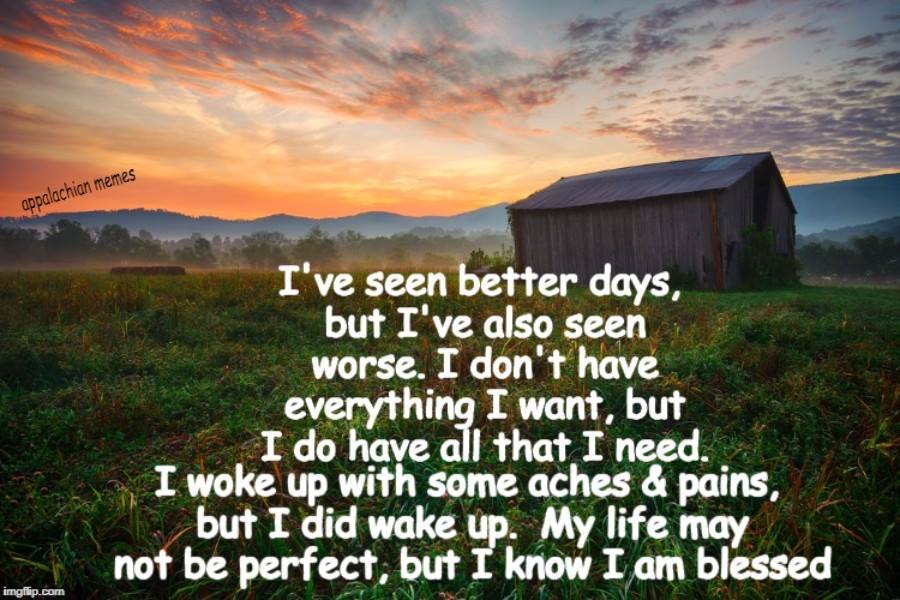 appalachian memes
I've seen better days,
but I've also seen
worse. I don't have
everything I want, but
I do have all that I need.
I woke up with some aches & pains,
but I did wake up. My life may
not be perfect, but I know I am blessed
imgflip.com